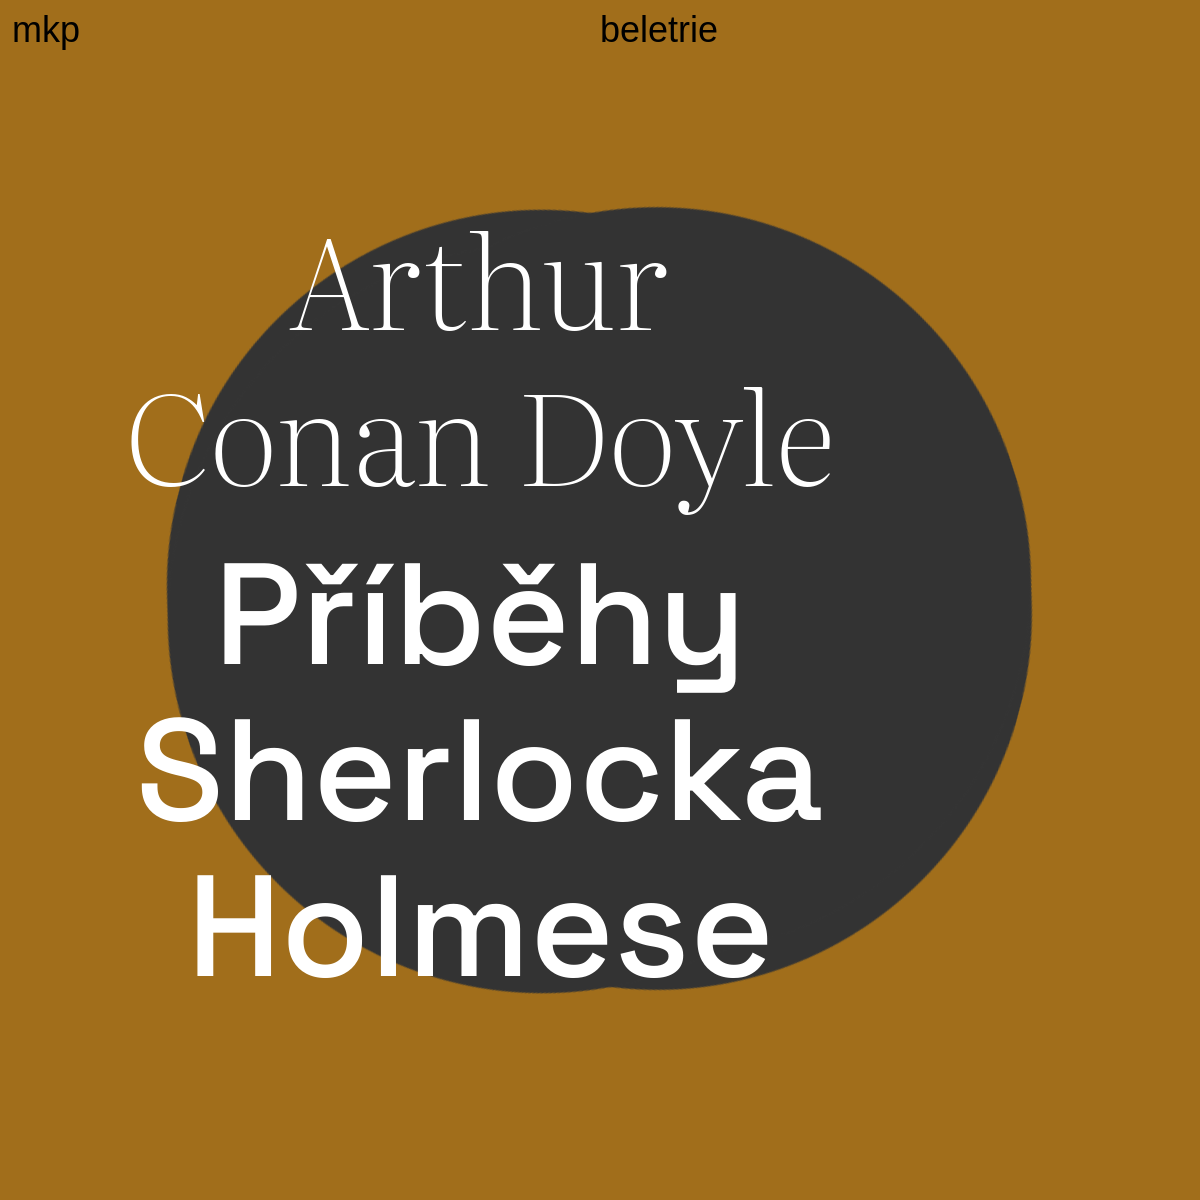 mkp
beletrie
Arthur
Conan Doyle
Příběhy
Sherlocka
Holmese